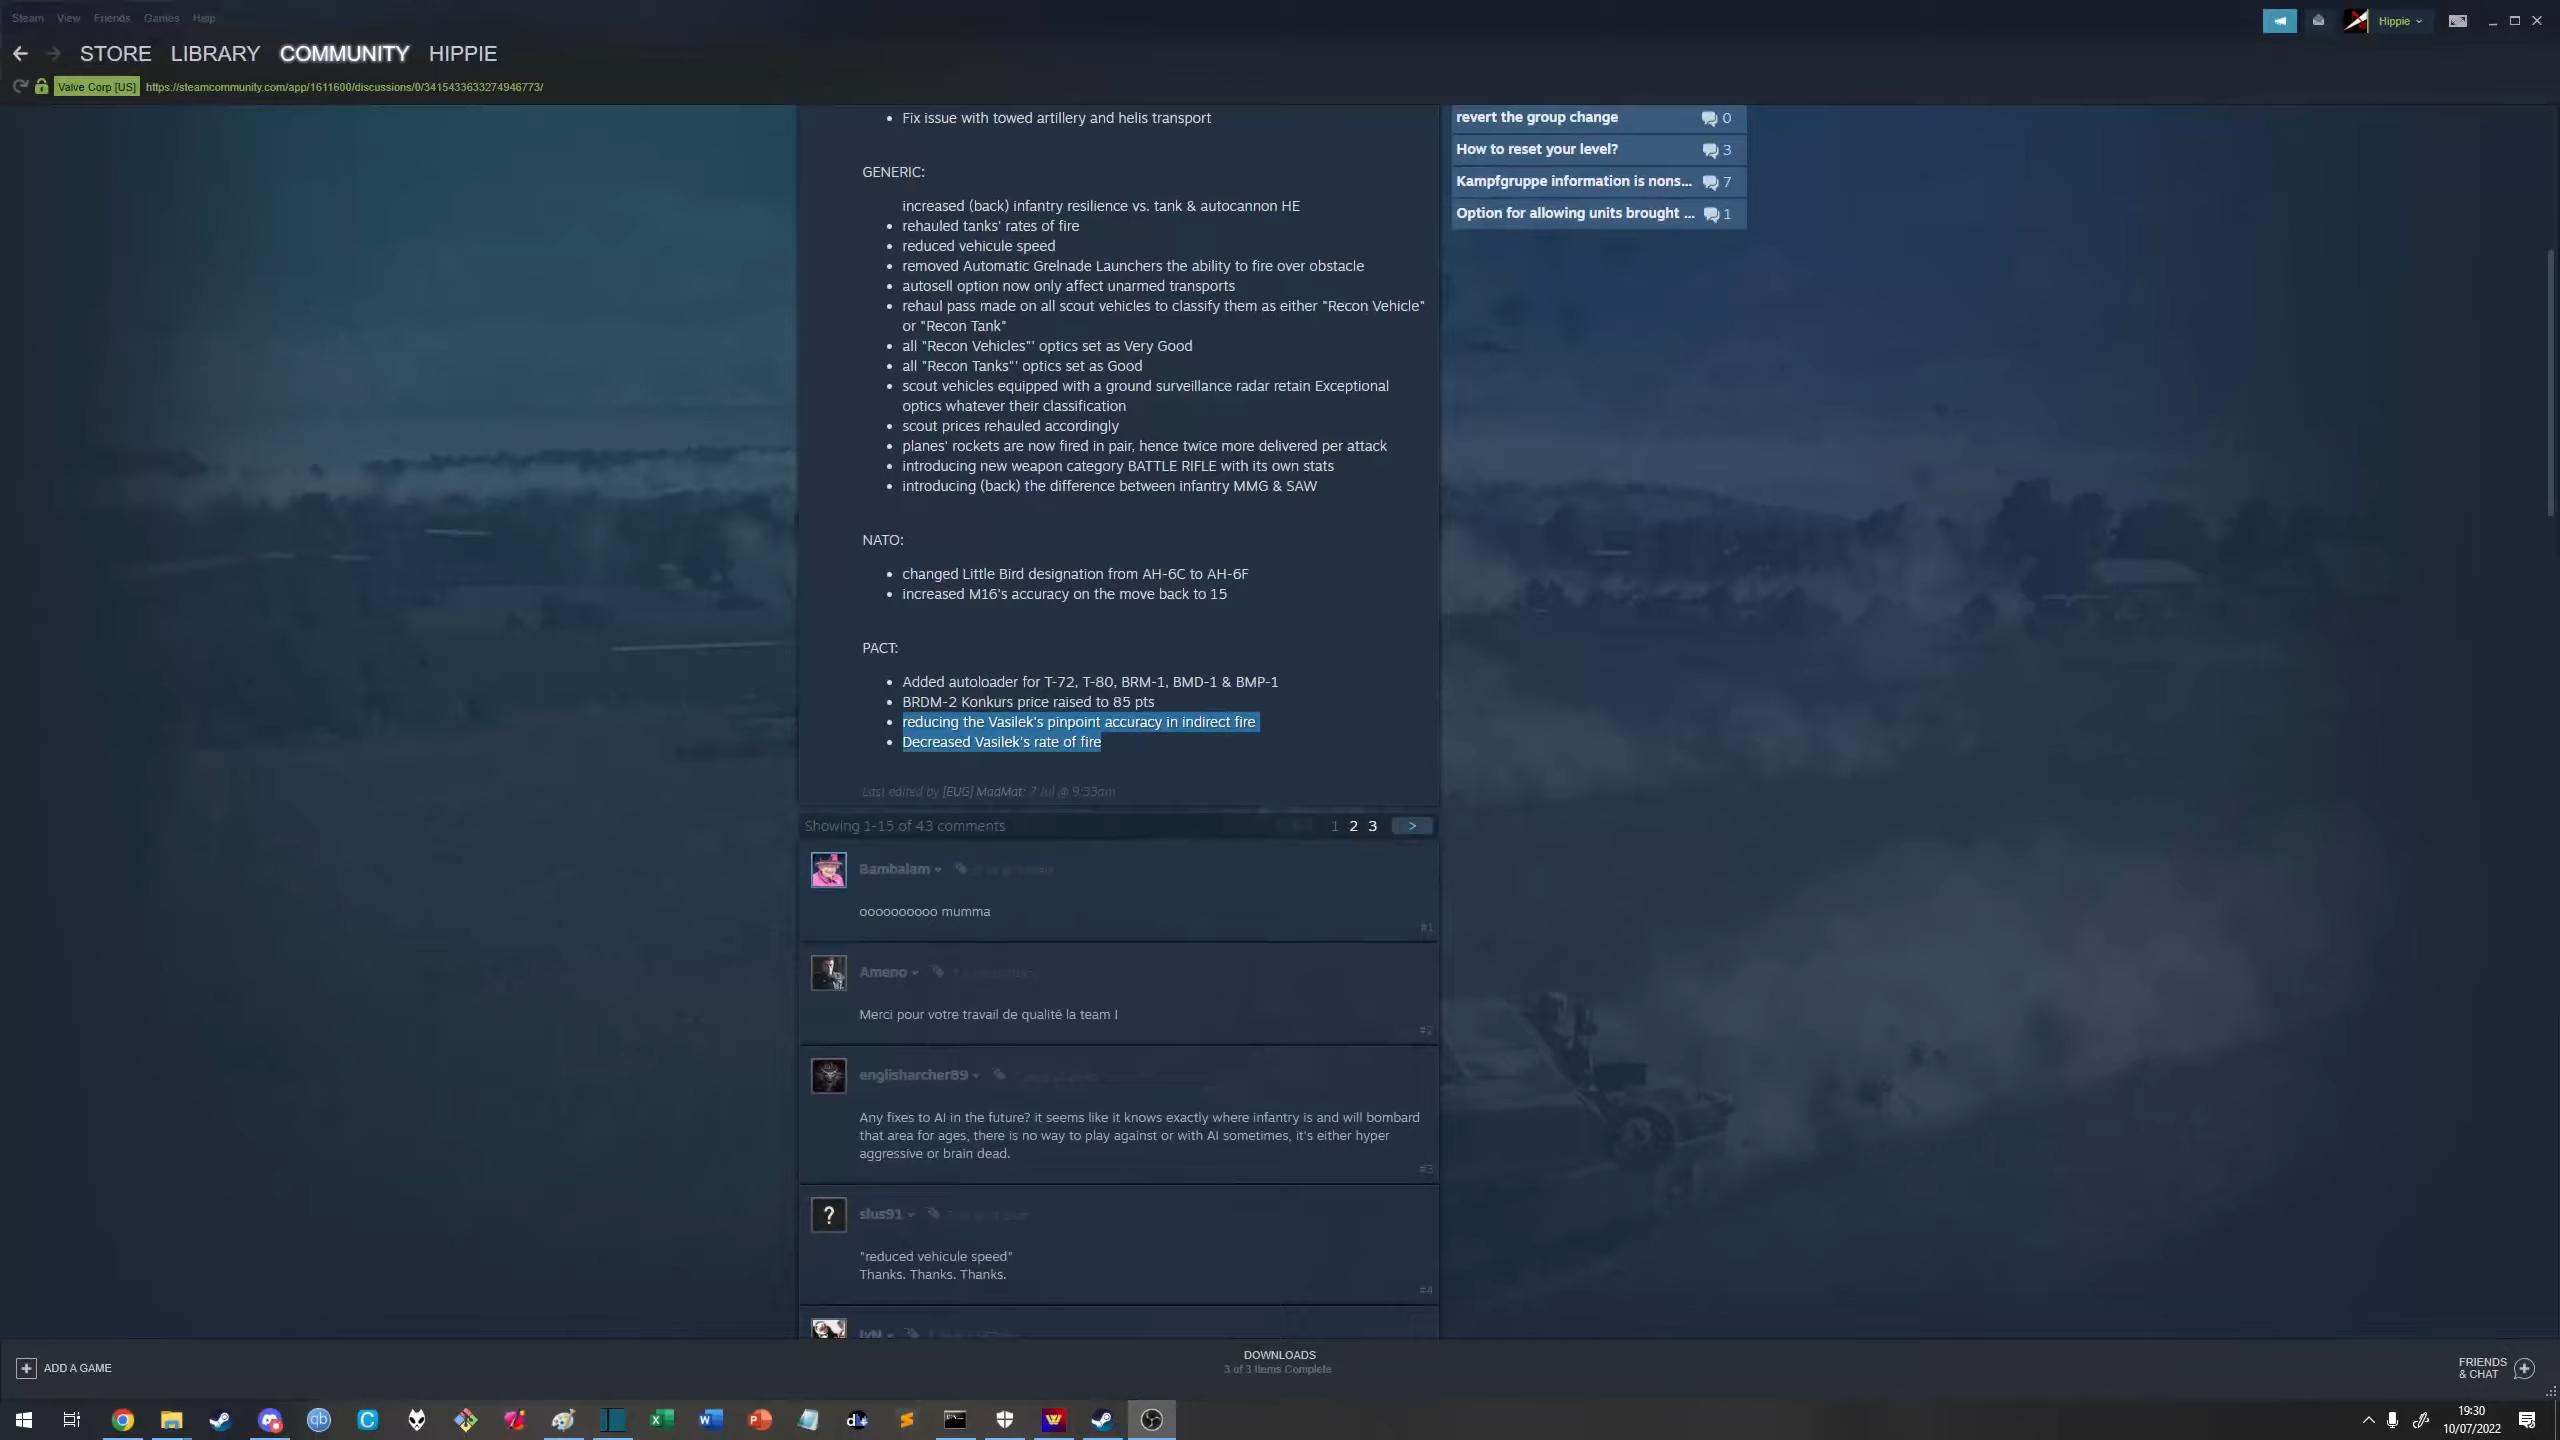 Steam View Friends Games Help
Hippie
STORE LIBRARY COMMUNITY HIPPIE
Valve Corp [US] https://steamcommunity.com/app/1611600/discussions/0/3415433633274946773/
• Fix issue with towed artillery and helis transport
GENERIC:
increased (back) infantry resilience vs. tank & autocannon HE
• rehauled tanks' rates of fire
• reduced vehicule speed
• removed Automatic Grelnade Launchers the ability to fire over obstacle
• autosell option now only affect unarmed transports
• rehaul pass made on all scout vehicles to classify them as either "Recon Vehicle"
or "Recon Tank"
• all "Recon Vehicles"' optics set as Very Good
• all "Recon Tanks"' optics set as Good
• scout vehicles equipped with a ground surveillance radar retain Exceptional
optics whatever their classification
• scout prices rehauled accordingly
• planes' rockets are now fired in pair, hence twice more delivered per attack
• introducing new weapon category BATTLE RIFLE with its own stats
• introducing (back) the difference between infantry MMG & SAW
NATO:
• changed Little Bird designation from AH-6C to AH-6F
• increased M16's accuracy on the move back to 15
PACT:
• Added autoloader for T-72, T-80, BRM-1, BMD-1 & BMP-1
• BRDM-2 Konkurs price raised to 85 pts
• reducing the Vasilek's pinpoint accuracy in indirect fire
• Decreased Vasilek's rate of fire
Last edited by [EUG] MadMat; 7 Jul @ 9:33am
revert the group change 0
How to reset your level? 3
Kampfgruppe information is nons... 7
Option for allowing units brought ... 1
Showing 1-15 of 43 comments 1 2 3 >
Bambalam
oooooooooo mumma
#1
Ameno
Merci pour votre travail de qualité la team !
#2
englisharcher89
Any fixes to AI in the future? it seems like it knows exactly where infantry is and will bombard
that area for ages, there is no way to play against or with AI sometimes, it's either hyper
aggressive or brain dead.
#3
slus91
"reduced vehicule speed"
Thanks. Thanks. Thanks.
#4
ADD A GAME
DOWNLOADS
3 of 3 Items Complete
FRIENDS
& CHAT
19:30
10/07/2022